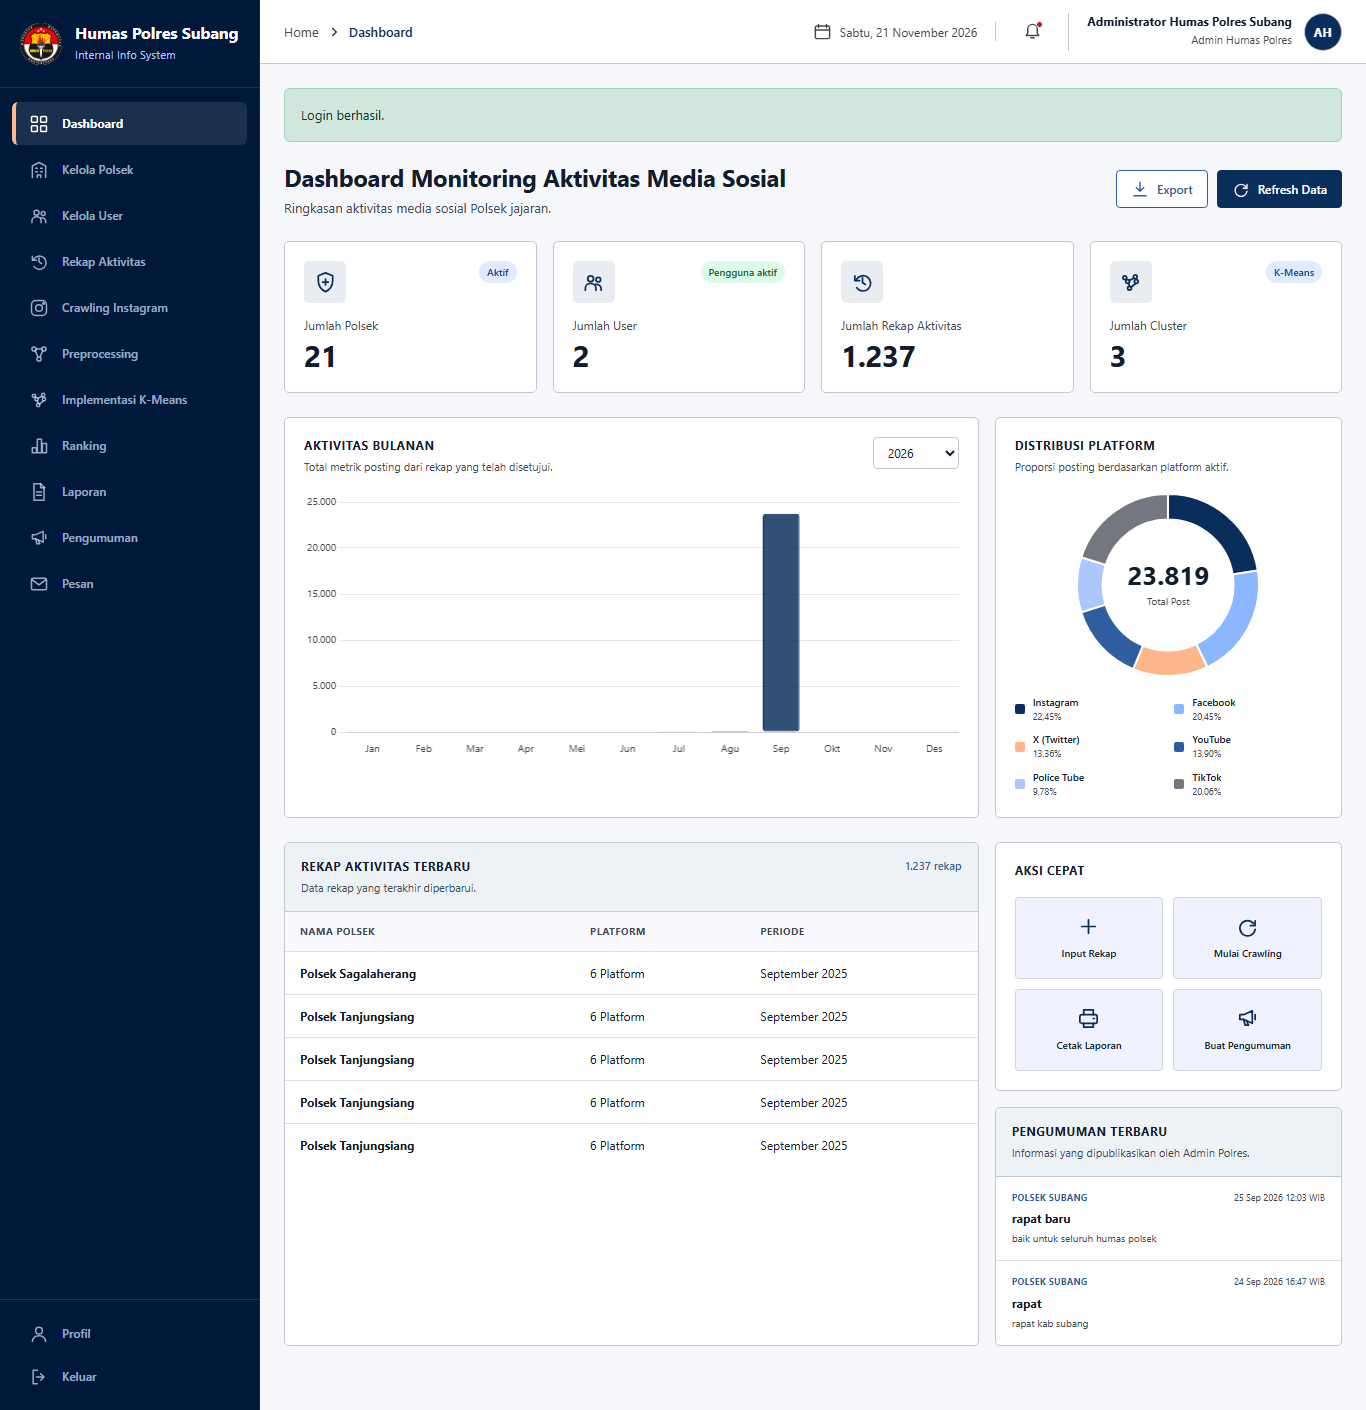 Humas Polres Subang
Internal Info System
Dashboard
Kelola Polsek
Kelola User
Rekap Aktivitas
Crawling Instagram
Preprocessing
Implementasi K-Means
Ranking
Laporan
Pengumuman
Pesan
Profil
Keluar
Home > Dashboard
Sabtu, 21 November 2026
Administrator Humas Polres Subang
Admin Humas Polres
AH
Login berhasil.
Dashboard Monitoring Aktivitas Media Sosial
Ringkasan aktivitas media sosial Polsek jajaran.
Export
Refresh Data
Aktif
Jumlah Polsek
21
Pengguna aktif
Jumlah User
2
Jumlah Rekap Aktivitas
1.237
K-Means
Jumlah Cluster
3
AKTIVITAS BULANAN
Total metrik posting dari rekap yang telah disetujui.
2026
25.000
20.000
15.000
10.000
5.000
0
Jan Feb Mar Apr Mei Jun Jul Agu Sep Okt Nov Des
DISTRIBUSI PLATFORM
Proporsi posting berdasarkan platform aktif.
23.819
Total Post
Instagram
22,45%
Facebook
20,45%
X (Twitter)
13,36%
YouTube
13,90%
Police Tube
9,78%
TikTok
20,06%
REKAP AKTIVITAS TERBARU
1.237 rekap
Data rekap yang terakhir diperbarui.
NAMA POLSEK PLATFORM PERIODE
Polsek Sagalaherang 6 Platform September 2025
Polsek Tanjungsiang 6 Platform September 2025
Polsek Tanjungsiang 6 Platform September 2025
Polsek Tanjungsiang 6 Platform September 2025
Polsek Tanjungsiang 6 Platform September 2025
AKSI CEPAT
Input Rekap
Mulai Crawling
Cetak Laporan
Buat Pengumuman
PENGUMUMAN TERBARU
Informasi yang dipublikasikan oleh Admin Polres.
POLSEK SUBANG 25 Sep 2026 12:03 WIB
rapat baru
baik untuk seluruh humas polsek
POLSEK SUBANG 24 Sep 2026 16:47 WIB
rapat
rapat kab subang